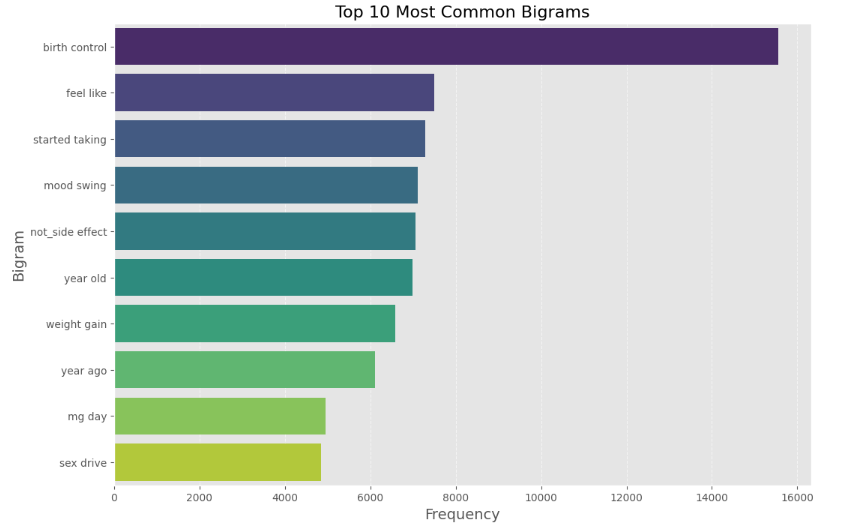 Top 10 Most Common Bigrams
Bigram
birth control
feel like
started taking
mood swing
not_side effect
year old
weight gain
year ago
mg day
sex drive
0 2000 4000 6000 8000 10000 12000 14000 16000
Frequency